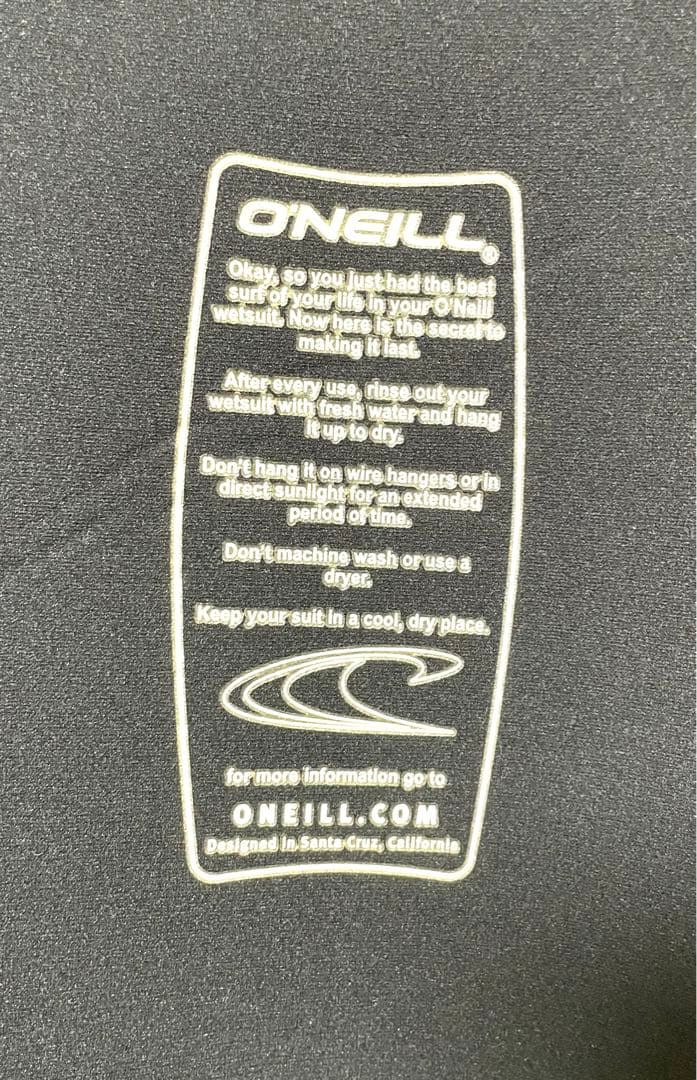 O'NEILL®
Okay, so you just had the best
surf of your life in your O'Neill
wetsuit. Now here is the secret to
making it last.
After every use, rinse out your
wetsuit with fresh water and hang
it up to dry.
Don't hang it on wire hangers or in
direct sunlight for an extended
period of time.
Don't machine wash or use a
dryer.
Keep your suit in a cool, dry place.
for more information go to
ONEILL.COM
Designed in Santa Cruz, California